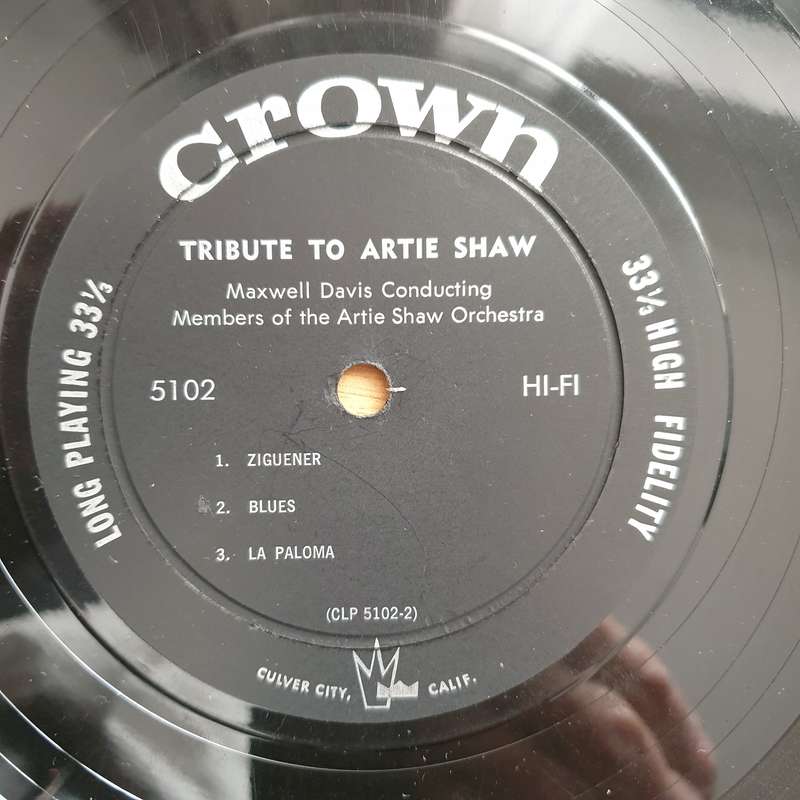 crown
TRIBUTE TO ARTIE SHAW
Maxwell Davis Conducting
Members of the Artie Shaw Orchestra
LONG PLAYING 33⅓
33⅓ HIGH FIDELITY
5102
HI-FI
1. ZIGUENER
2. BLUES
3. LA PALOMA
(CLP 5102-2)
CULVER CITY, CALIF.